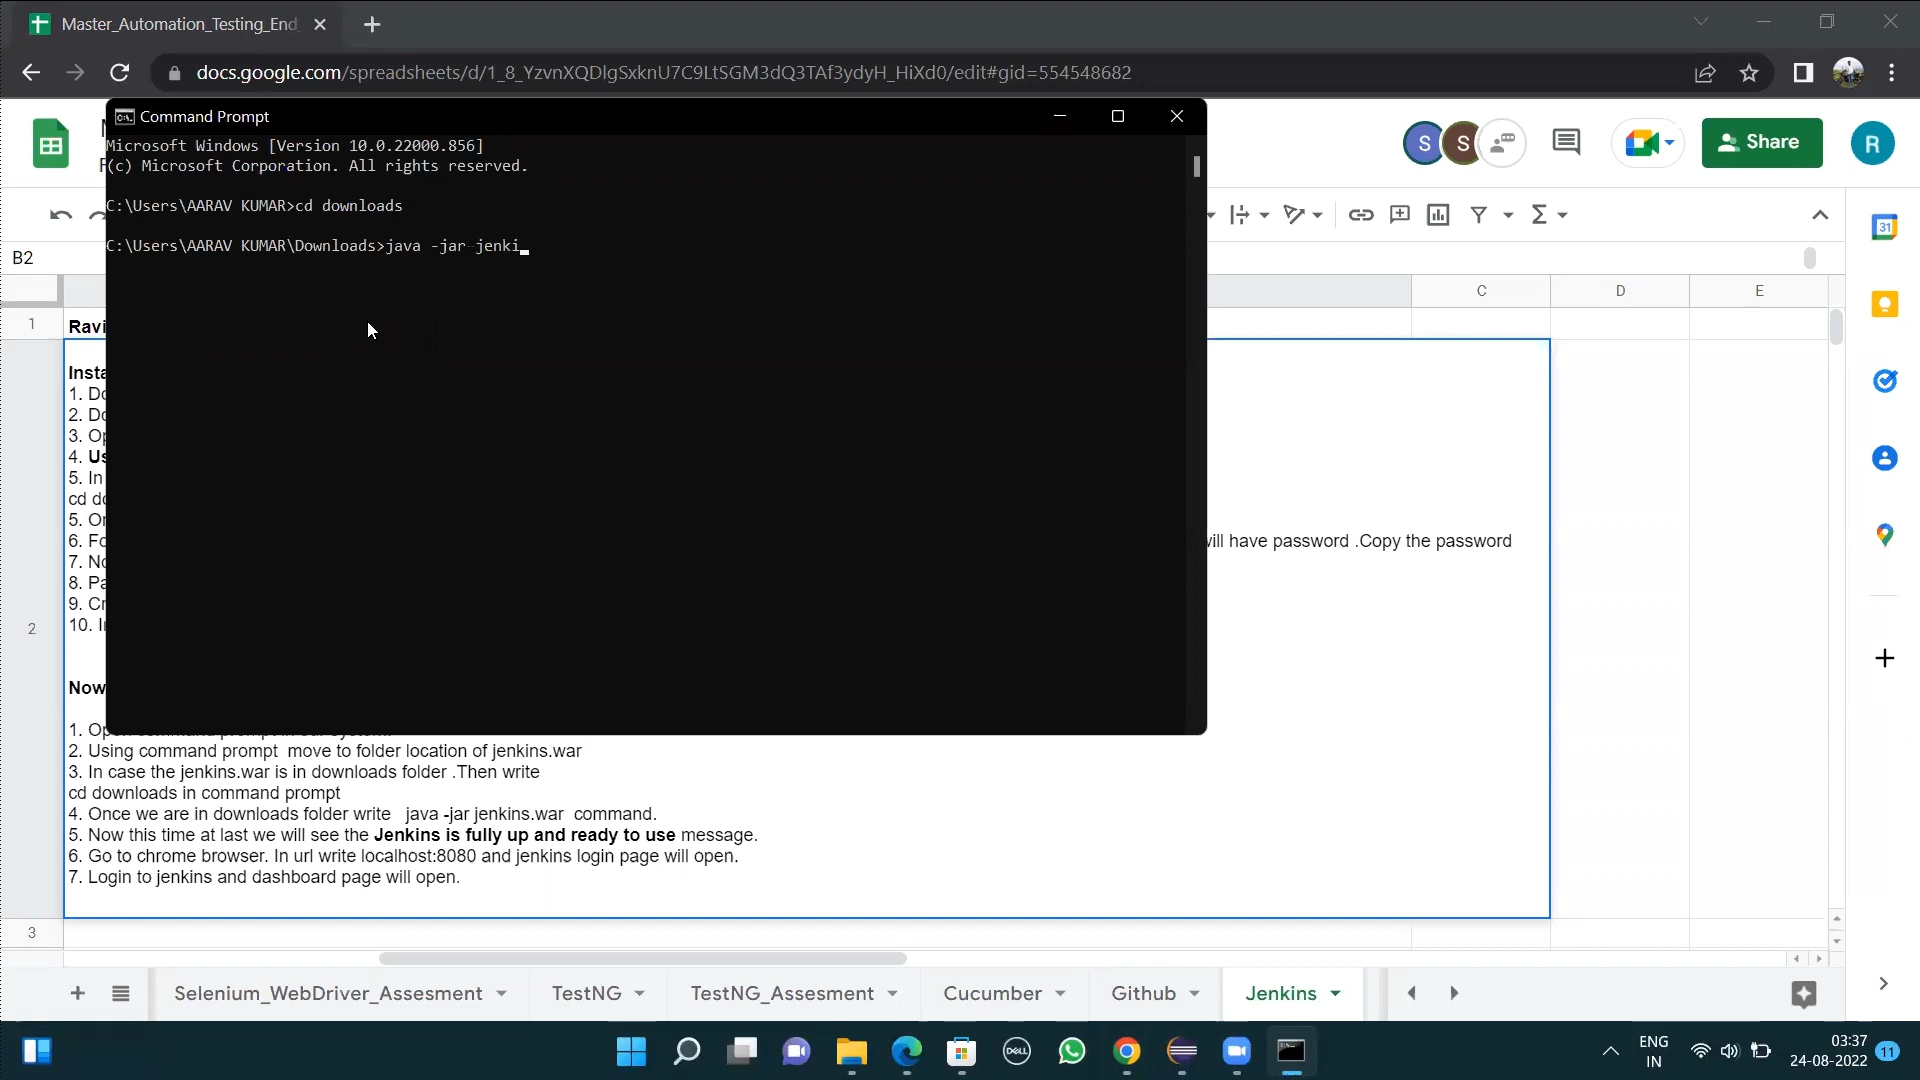 Master_Automation_Testing_End_
docs.google.com/spreadsheets/d/1_8_YzvnXQDlgSxknU7C9LtSGM3dQ3TAf3ydyH_HiXd0/edit#gid=554548682
Command Prompt
Microsoft Windows [Version 10.0.22000.856]
(c) Microsoft Corporation. All rights reserved.
C:\Users\AARAV KUMAR>cd downloads
C:\Users\AARAV KUMAR\Downloads>java -jar jenki_
S
S
Share
R
31
B2
C
D
E
1
Ravi
Insta
1. Do
2. Do
3. Op
4. Us
5. In
cd do
5. On
6. Fo
will have password .Copy the password
7. No
8. Pa
9. Cr
2
10. I
Now
2. Using command prompt  move to folder location of jenkins.war
3. In case the jenkins.war is in downloads folder .Then write
cd downloads in command prompt
4. Once we are in downloads folder write   java -jar jenkins.war  command.
5. Now this time at last we will see the Jenkins is fully up and ready to use message.
6. Go to chrome browser. In url write localhost:8080 and jenkins login page will open.
7. Login to jenkins and dashboard page will open.
3
Selenium_WebDriver_Assesment
TestNG
TestNG_Assesment
Cucumber
Github
Jenkins
DELL
ENG
IN
03:37
24-08-2022
11